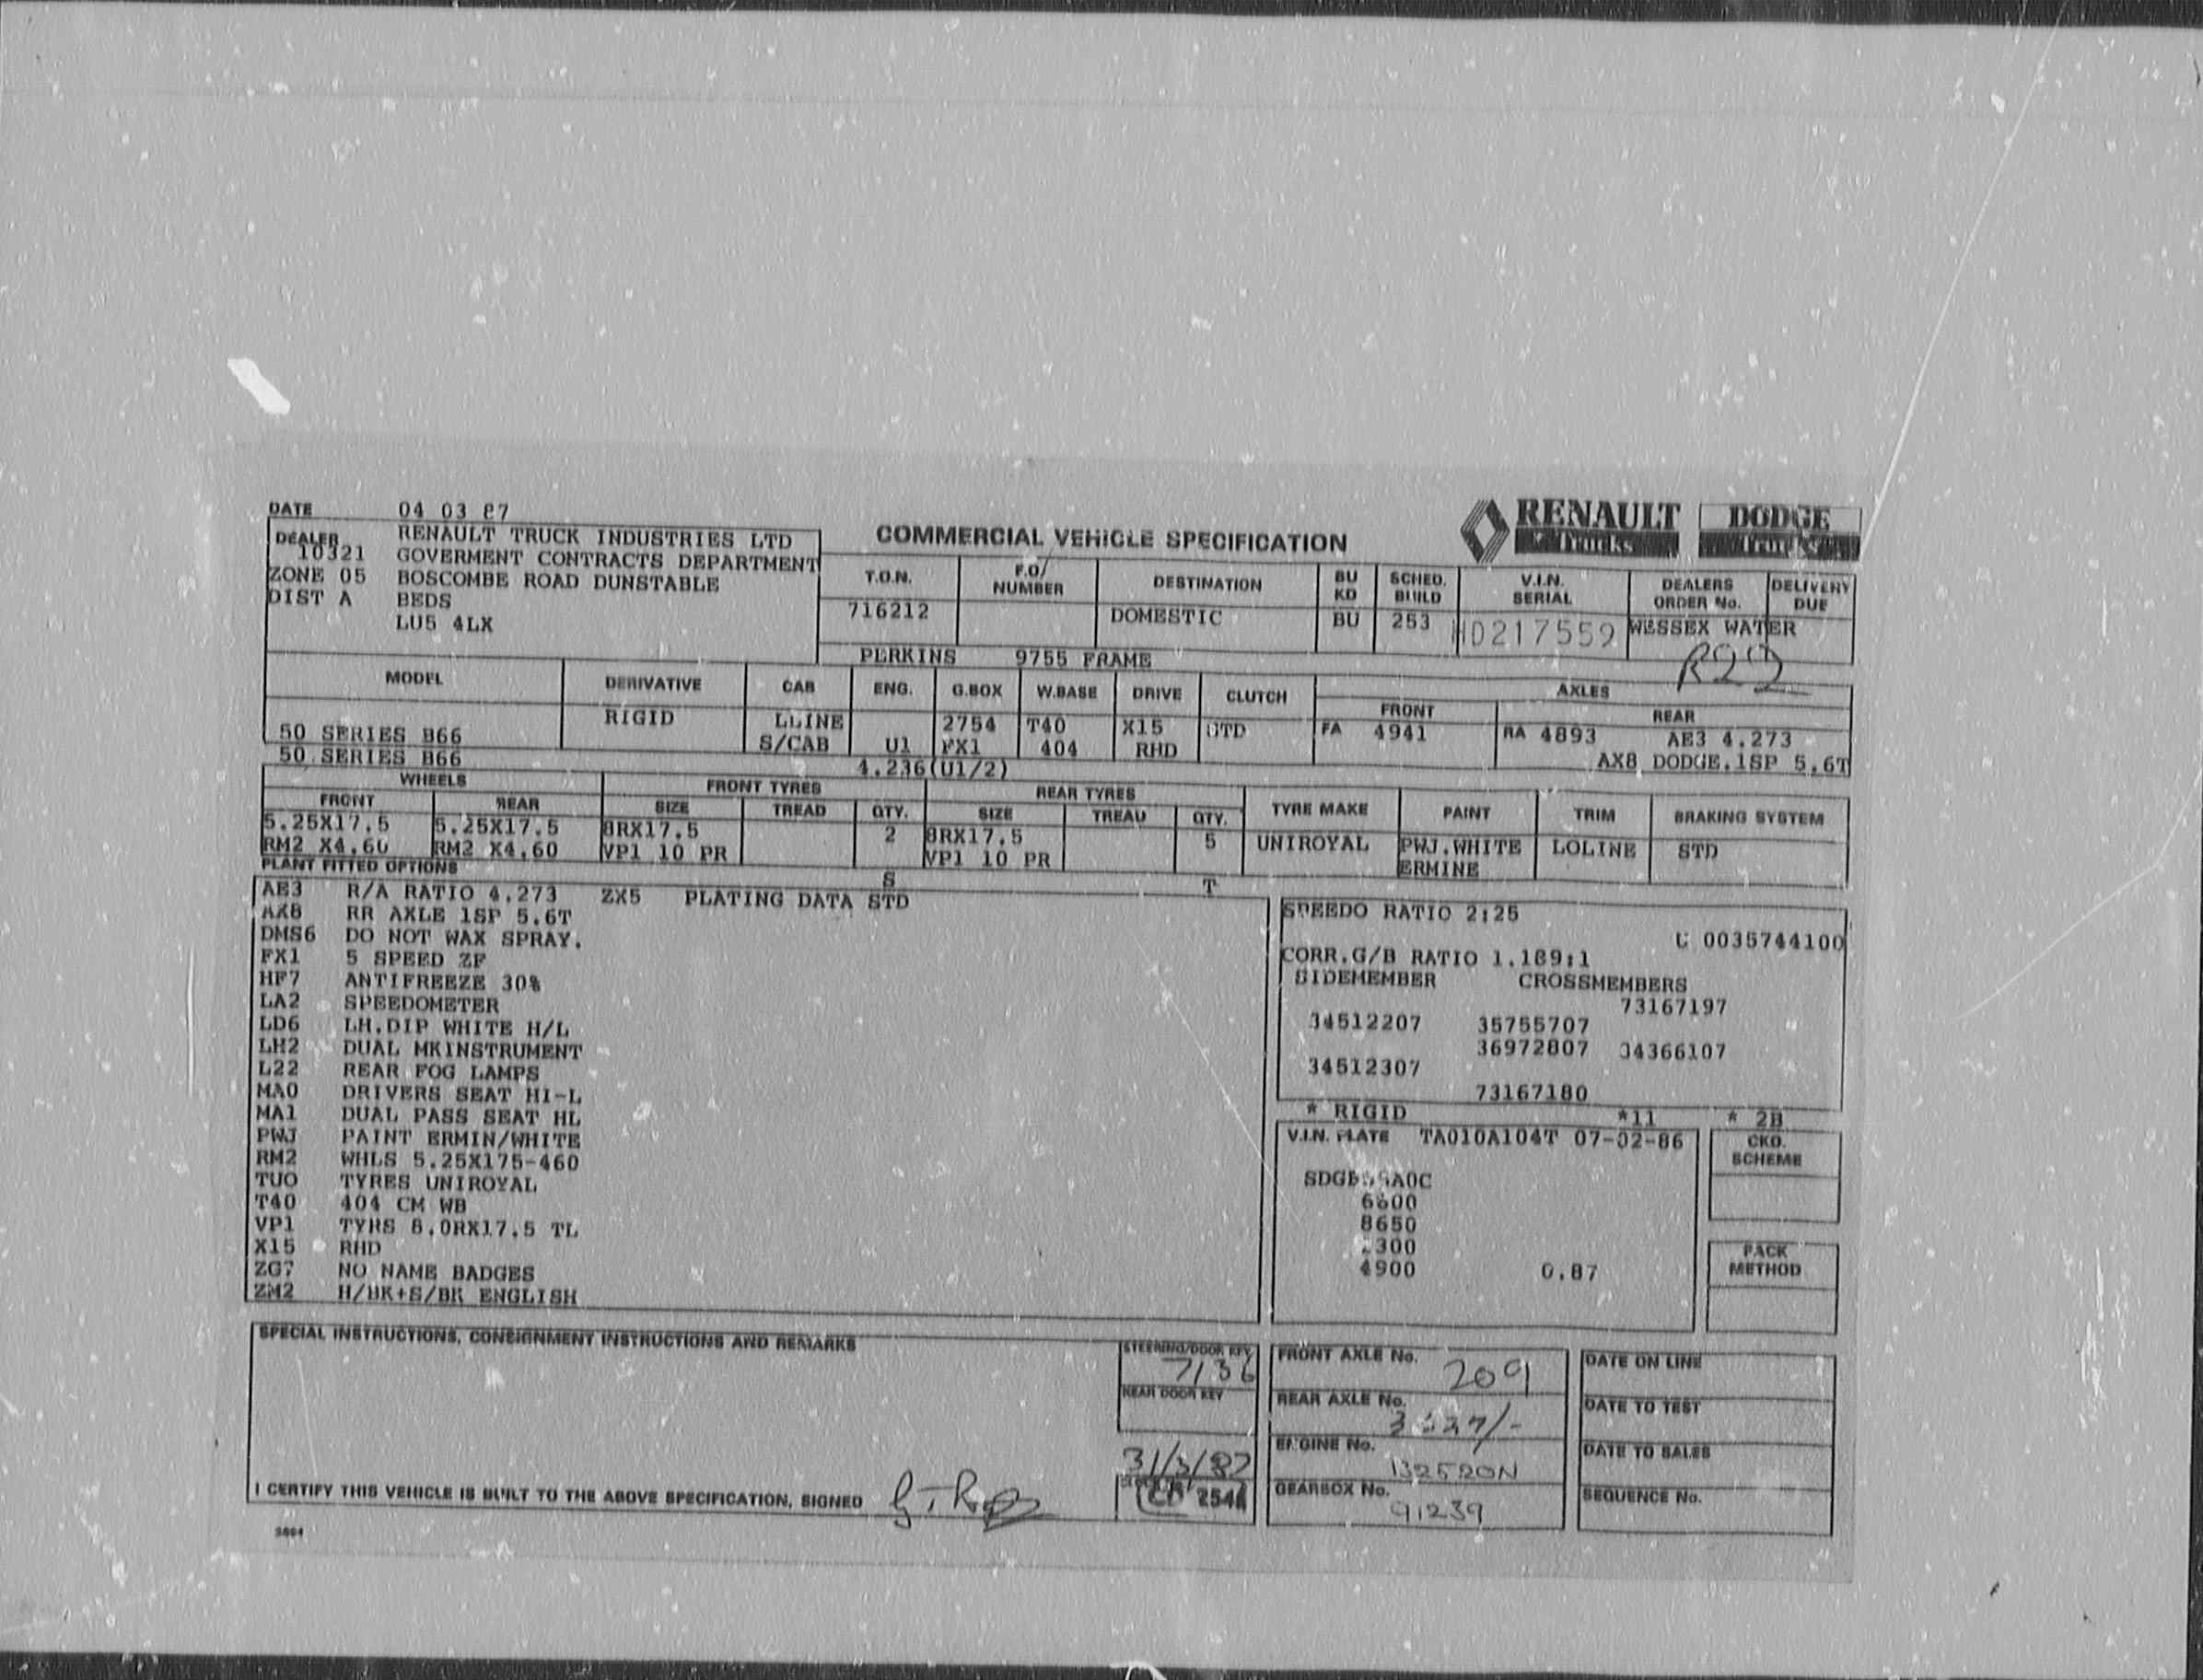 DATE 04 03 87
DEALER RENAULT TRUCK INDUSTRIES LTD
10321 GOVERMENT CONTRACTS DEPARTMENT
ZONE 05 BOSCOMBE ROAD DUNSTABLE
DIST A BEDS
LU5 4LX
COMMERCIAL VEHICLE SPECIFICATION
RENAULT Trucks DODGE Trucks
T.O.N. F.O/ NUMBER DESTINATION BU KD SCHED. BUILD V.I.N. SERIAL DEALERS ORDER No. DELIVERY DUE
716212 DOMESTIC BU 253 HD217559 WESSEX WATER
PERKINS 9755 FRAME
MODEL DERIVATIVE CAB ENG. G.BOX W.BASE DRIVE CLUTCH AXLES
FRONT REAR
RIGID LLINE 2754 T40 X15 STD FA 4941 RA 4893 AE3 4.273
50 SERIES B66 S/CAB U1 FX1 404 RHD
50 SERIES B66 4.236(U1/2) AX8 DODGE.1SP 5.6T
WHEELS FRONT TYRES REAR TYRES
FRONT REAR SIZE TREAD QTY. SIZE TREAD QTY. TYRE MAKE PAINT TRIM BRAKING SYSTEM
5.25X17.5 5.25X17.5 8RX17.5 2 8RX17.5 5 UNIROYAL PWJ.WHITE LOLINE STD
RM2 X4.60 RM2 X4.60 VP1 10 PR VP1 10 PR ERMINE
PLANT FITTED OPTIONS S T
AE3 R/A RATIO 4.273 ZX5 PLATING DATA STD
AX8 RR AXLE 1SP 5.6T
DMS6 DO NOT WAX SPRAY.
FX1 5 SPEED ZF
HF7 ANTIFREEZE 30%
LA2 SPEEDOMETER
LD6 LH.DIP WHITE H/L
LH2 DUAL MKINSTRUMENT
L22 REAR FOG LAMPS
MA0 DRIVERS SEAT HI-L
MA1 DUAL PASS SEAT HL
PWJ PAINT ERMIN/WHITE
RM2 WHLS 5.25X175-460
TUO TYRES UNIROYAL
T40 404 CM WB
VP1 TYRS 8.0RX17.5 TL
X15 RHD
ZG7 NO NAME BADGES
ZM2 H/BK+S/BK ENGLISH
SPEEDO RATIO 2:25
0035744100
CORR.G/B RATIO 1.189:1
SIDEMEMBER CROSSMEMBERS
73167197
34512207 35755707
36972807 34366107
34512307
73167180
* RIGID *11 * 2B
V.I.N. PLATE TA010A104T 07-02-86
CKD. SCHEME
6600
8650
4900 0.87
PACK METHOD
SPECIAL INSTRUCTIONS, CONSIGNMENT INSTRUCTIONS AND REMARKS
STEERING/DOOR KEY
7136
REAR DOOR KEY
31/3/87
2546
I CERTIFY THIS VEHICLE IS BUILT TO THE ABOVE SPECIFICATION, SIGNED
FRONT AXLE No. 209
REAR AXLE No.
ENGINE No. 132520N
GEARBOX No. 91239
DATE ON LINE
DATE TO TEST
DATE TO SALES
SEQUENCE No.